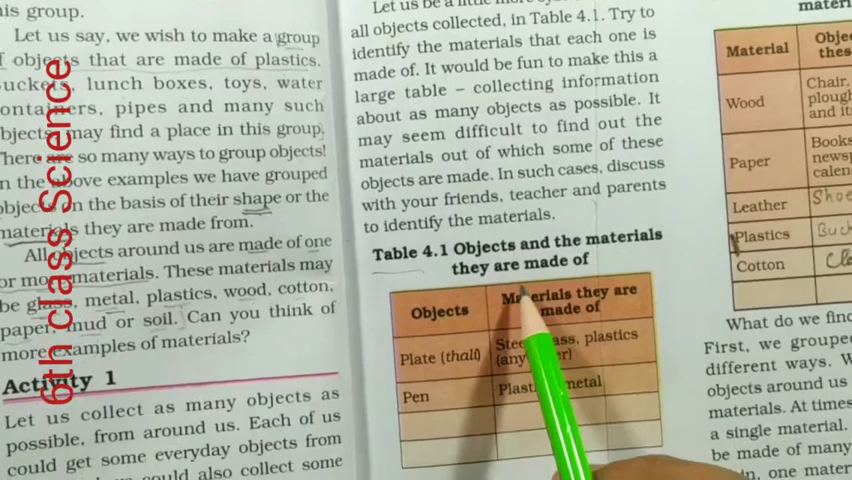 his group.
Let us say, we wish to make a group
of objects that are made of plastics.
Buckets, lunch boxes, toys, water
containers, pipes and many such
objects, may find a place in this group.
There are so many ways to group objects!
In the above examples we have grouped
objects on the basis of their shape or the
materials they are made from.
All objects around us are made of one
or more materials. These materials may
be glass, metal, plastics, wood, cotton,
paper, mud or soil. Can you think of
more examples of materials?
Activity 1
Let us collect as many objects as
possible, from around us. Each of us
could get some everyday objects from
could also collect some
6th class Science
all objects collected, in Table 4.1. Try to
identify the materials that each one is
made of. It would be fun to make this a
large table – collecting information
about as many objects as possible. It
may seem difficult to find out the
materials out of which some of these
objects are made. In such cases, discuss
with your friends, teacher and parents
to identify the materials.
Table 4.1 Objects and the materials
they are made of
Objects
Materials they are
made of
Plate (thali)
plastics
(any
Pen
metal
Material
Wood
Chair,
plough
and it
Paper
Books
newsp
calen
Leather
Shoe
Plastics
Buck
Cotton
What do we find
First, we grouped
different ways. W
objects around us
materials. At times
a single material.
be made of many
one mater